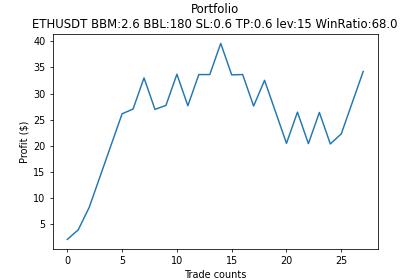 Portfolio
ETHUSDT BBM:2.6 BBL:180 SL:0.6 TP:0.6 lev:15 WinRatio:68.0
40
35
30
25
20
15
10
5
Profit ($)
0 5 10 15 20 25
Trade counts